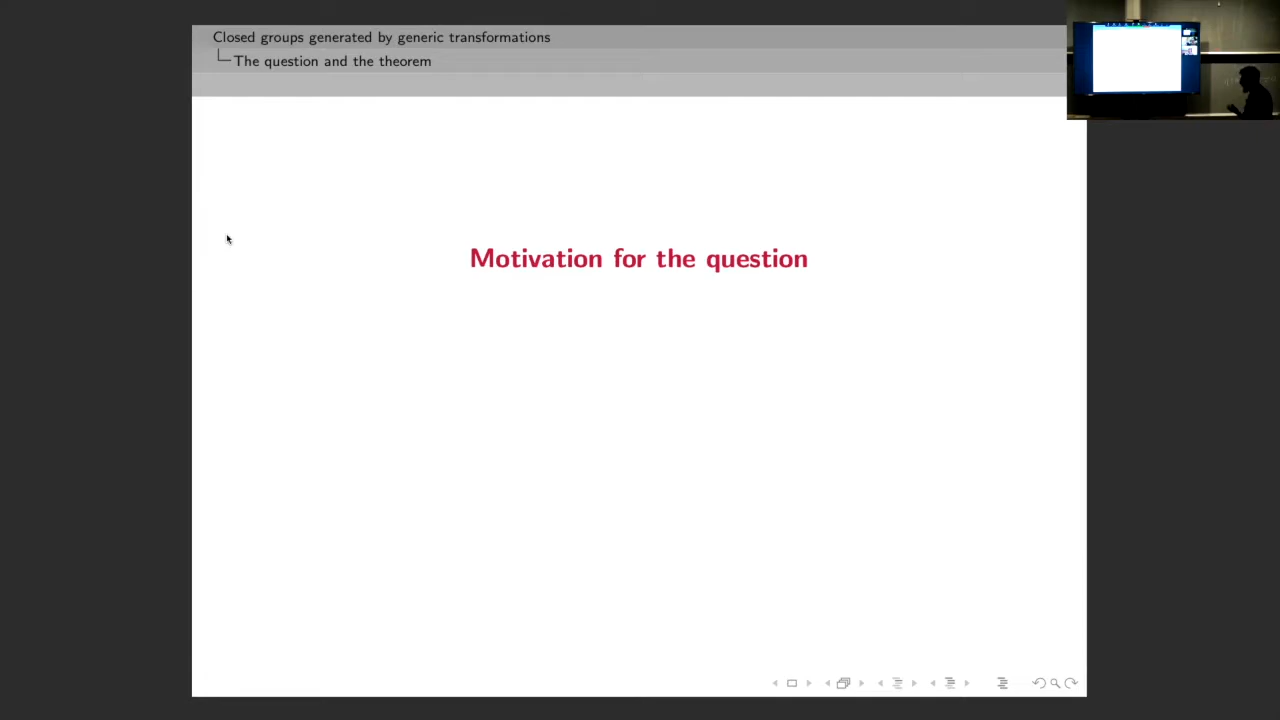 Closed groups generated by generic transformations
The question and the theorem
Motivation for the question